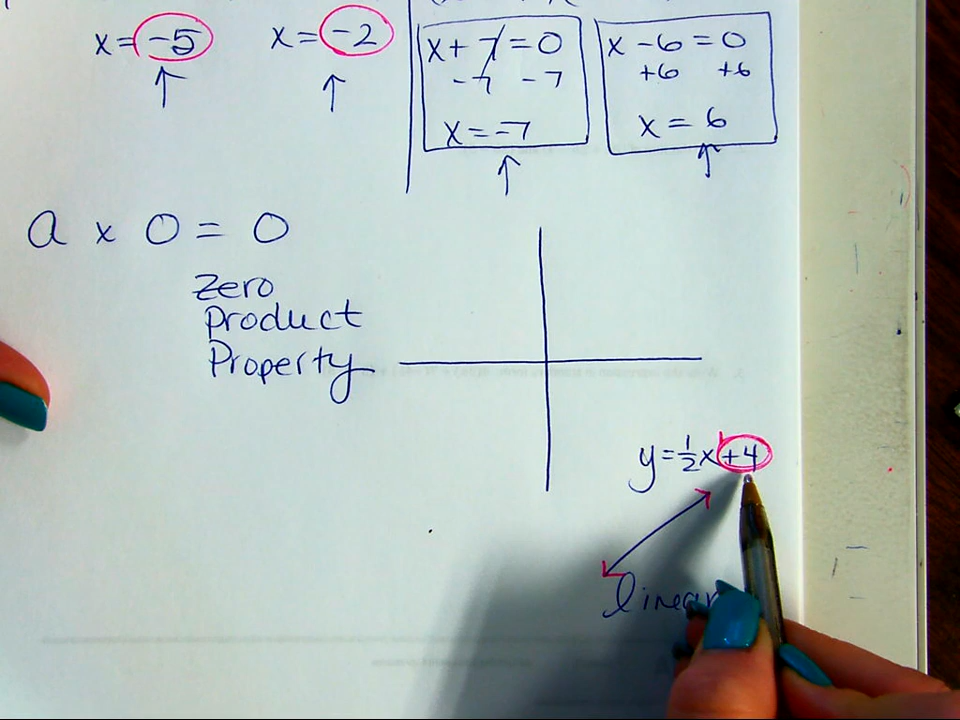 x = -5
x = -2
x + 7 = 0
-7 -7
x = -7
x - 6 = 0
+6 +6
x = 6
a x 0 = 0
Zero
Product
Property
y = 1/2 x + 4
linear